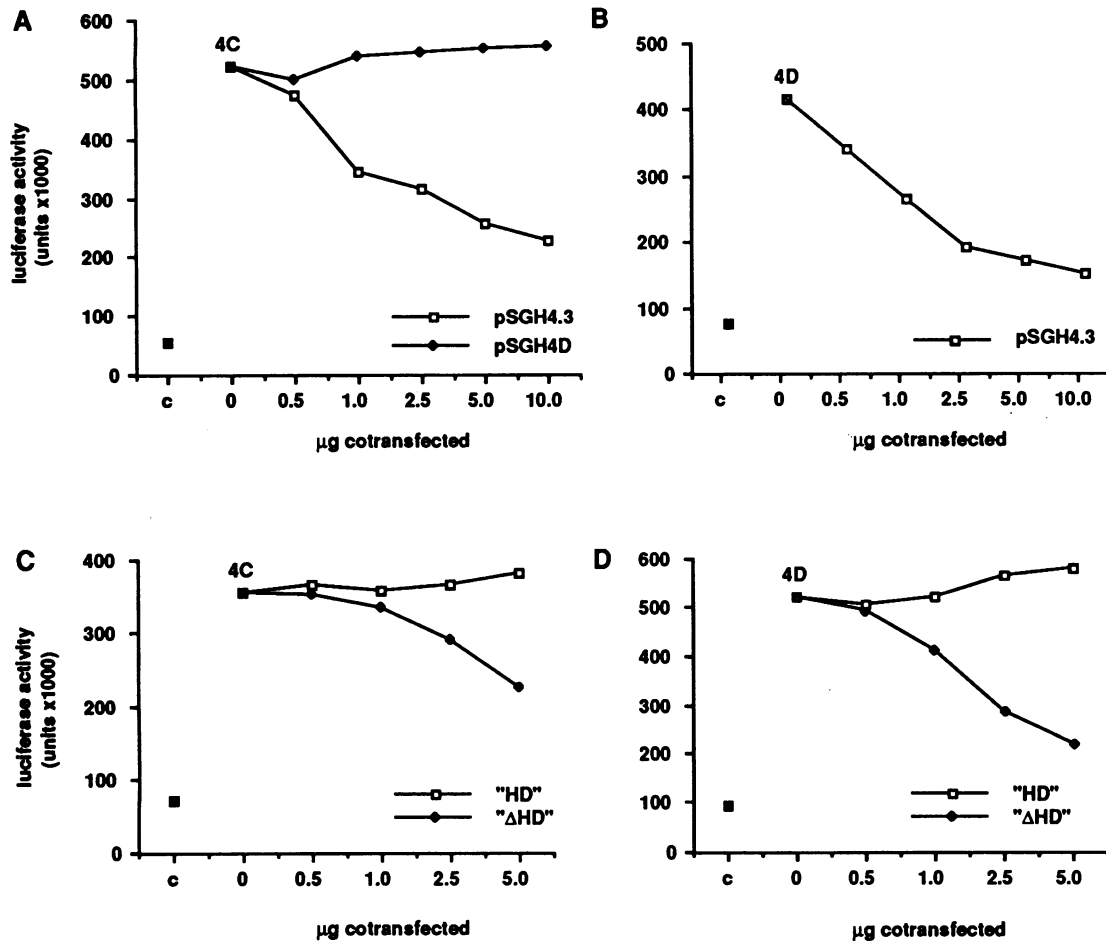 A
600
500
400
300
200
100
0
luciferase activity
(units x1000)
4C
pSGH4.3
pSGH4D
c 0 0.5 1.0 2.5 5.0 10.0
µg cotransfected
B
500
400
300
200
100
0
4D
pSGH4.3
c 0 0.5 1.0 2.5 5.0 10.0
µg cotransfected
C
400
300
200
100
0
luciferase activity
(units x1000)
4C
"HD"
"ΔHD"
c 0 0.5 1.0 2.5 5.0
µg cotransfected
D
600
500
400
300
200
100
0
4D
"HD"
"ΔHD"
c 0 0.5 1.0 2.5 5.0
µg cotransfected